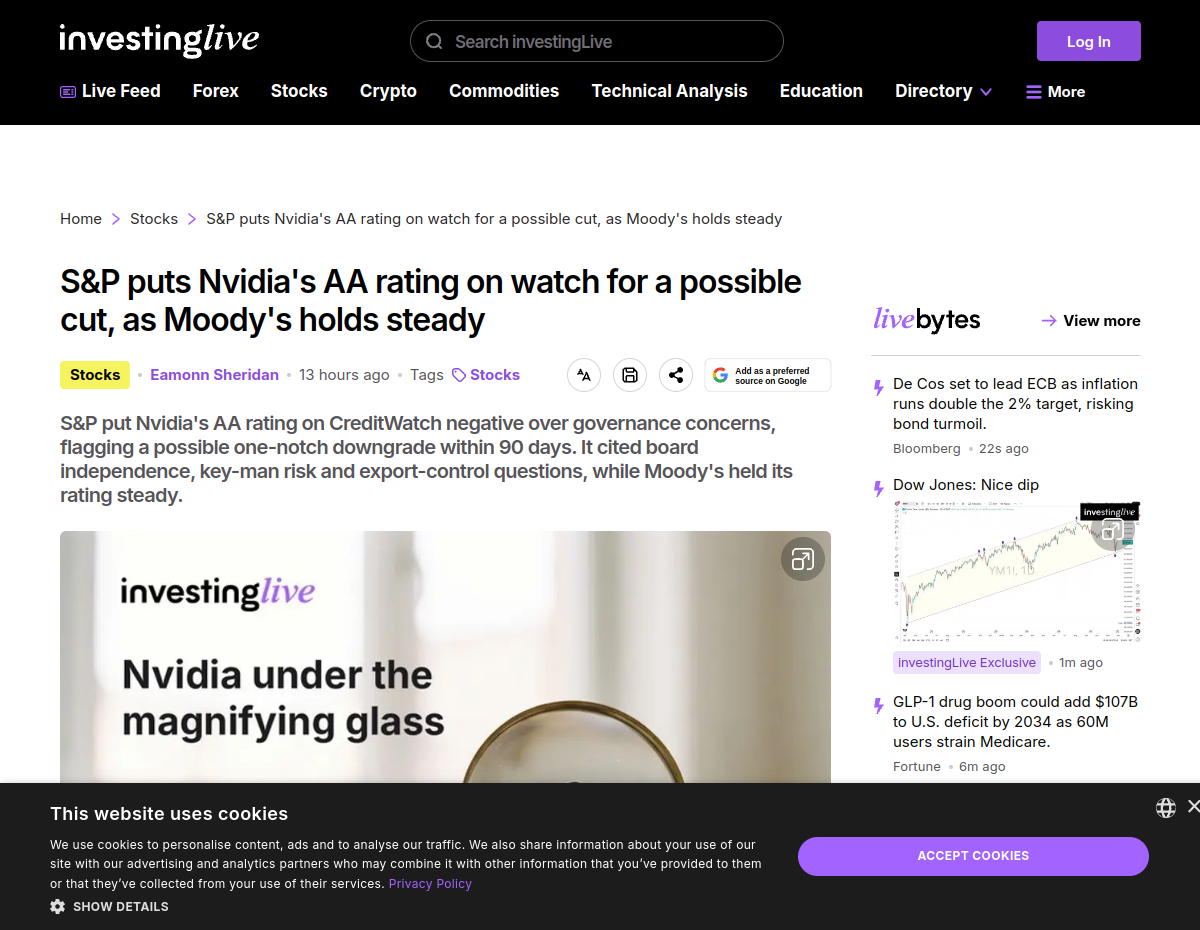 investinglive
Search investingLive
Log In
Live Feed
Forex
Stocks
Crypto
Commodities
Technical Analysis
Education
Directory
More
Home
Stocks
S&P puts Nvidia's AA rating on watch for a possible cut, as Moody's holds steady
S&P puts Nvidia's AA rating on watch for a possible
cut, as Moody's holds steady
Stocks
Eamonn Sheridan
13 hours ago
Tags
Stocks
Add as a preferred
source on Google
S&P put Nvidia's AA rating on CreditWatch negative over governance concerns,
flagging a possible one-notch downgrade within 90 days. It cited board
independence, key-man risk and export-control questions, while Moody's held its
rating steady.
investinglive
Nvidia under the
magnifying glass
livebytes
View more
De Cos set to lead ECB as inflation
runs double the 2% target, risking
bond turmoil.
Bloomberg
22s ago
Dow Jones: Nice dip
investinglive
YM1!, 1D
investingLive Exclusive
1m ago
GLP-1 drug boom could add $107B
to U.S. deficit by 2034 as 60M
users strain Medicare.
Fortune
6m ago
This website uses cookies
We use cookies to personalise content, ads and to analyse our traffic. We also share information about your use of our
site with our advertising and analytics partners who may combine it with other information that you've provided to them
or that they've collected from your use of their services. Privacy Policy
SHOW DETAILS
ACCEPT COOKIES